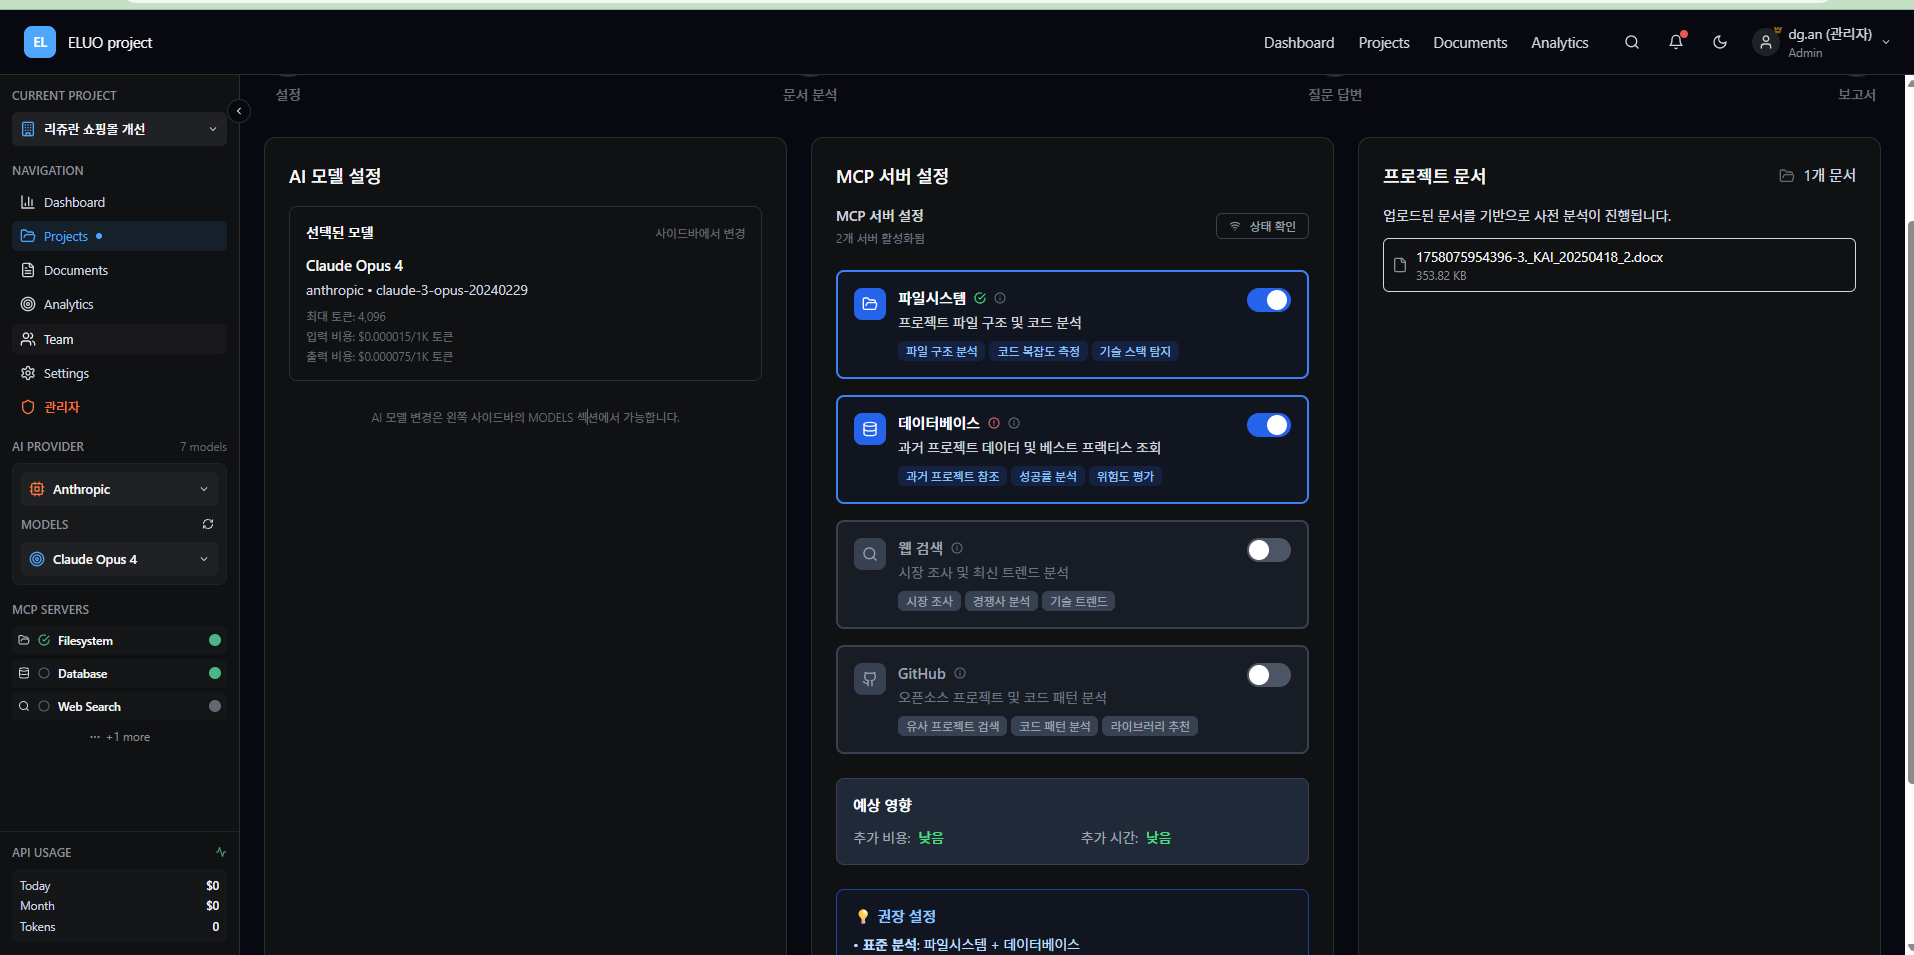 EL ELUO project
Dashboard Projects Documents Analytics
dg.an (관리자)
Admin
CURRENT PROJECT
리쥬란 쇼핑몰 개선
NAVIGATION
Dashboard
Projects
Documents
Analytics
Team
Settings
관리자
AI PROVIDER 7 models
Anthropic
MODELS
Claude Opus 4
MCP SERVERS
Filesystem
Database
Web Search
··· +1 more
API USAGE
Today $0
Month $0
Tokens 0
설정 문서 분석 질문 답변 보고서
AI 모델 설정
선택된 모델 사이드바에서 변경
Claude Opus 4
anthropic • claude-3-opus-20240229
최대 토큰: 4,096
입력 비용: $0.000015/1K 토큰
출력 비용: $0.000075/1K 토큰
AI 모델 변경은 왼쪽 사이드바의 MODELS 섹션에서 가능합니다.
MCP 서버 설정
MCP 서버 설정
2개 서버 활성화됨
상태 확인
파일시스템
프로젝트 파일 구조 및 코드 분석
파일 구조 분석 코드 복잡도 측정 기술 스택 탐지
데이터베이스
과거 프로젝트 데이터 및 베스트 프랙티스 조회
과거 프로젝트 참조 성공률 분석 위험도 평가
웹 검색
시장 조사 및 최신 트렌드 분석
시장 조사 경쟁사 분석 기술 트렌드
GitHub
오픈소스 프로젝트 및 코드 패턴 분석
유사 프로젝트 검색 코드 패턴 분석 라이브러리 추천
예상 영향
추가 비용: 낮음 추가 시간: 낮음
권장 설정
• 표준 분석: 파일시스템 + 데이터베이스
프로젝트 문서 1개 문서
업로드된 문서를 기반으로 사전 분석이 진행됩니다.
1758075954396-3._KAI_20250418_2.docx
353.82 KB